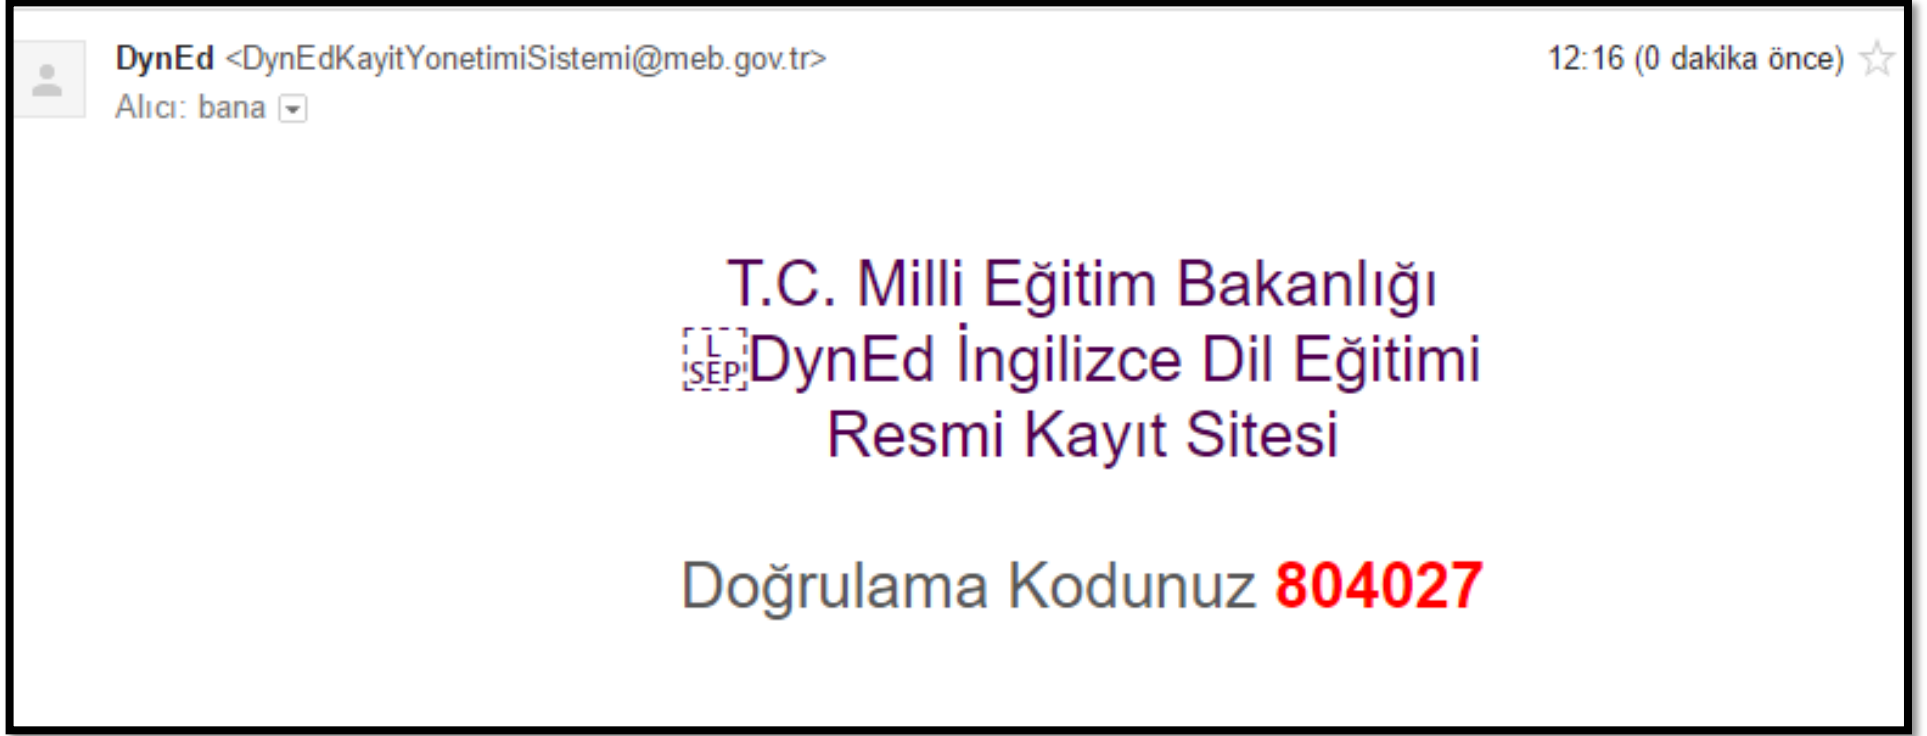 DynEd <DynEdKayitYonetimiSistemi@meb.gov.tr>
12:16 (0 dakika önce)
Alıcı: bana
T.C. Milli Eğitim Bakanlığı
L SEP DynEd İngilizce Dil Eğitimi
Resmi Kayıt Sitesi
Doğrulama Kodunuz 804027